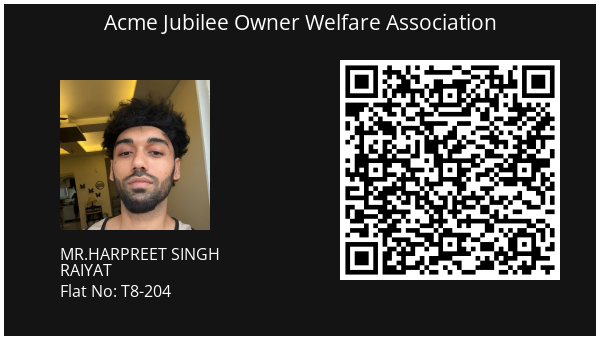 Acme Jubilee Owner Welfare Association
MR.HARPREET SINGH
RAIYAT
Flat No: T8-204